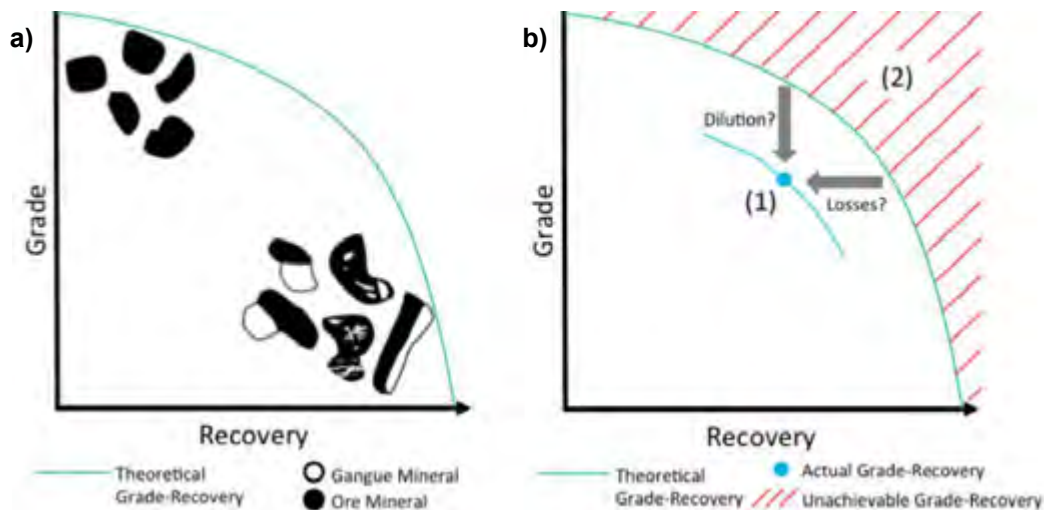 a)
Grade
Recovery
Theoretical
Grade-Recovery
Gangue Mineral
Ore Mineral
b)
(2)
Dilution?
(1)
Losses?
Grade
Recovery
Theoretical
Grade-Recovery
Actual Grade-Recovery
Unachievable Grade-Recovery